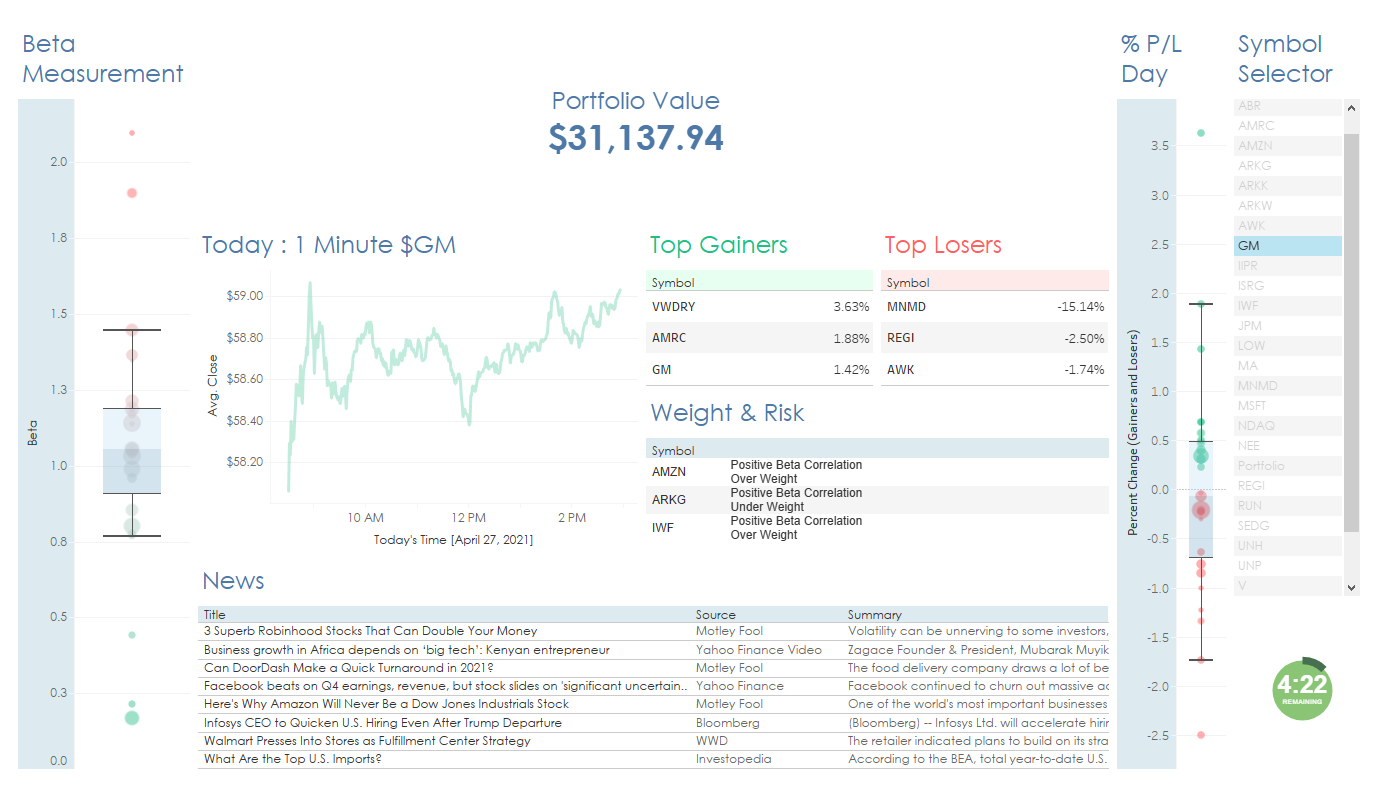 Beta
Measurement
2.0
1.8
1.5
1.3
1.0
0.8
0.5
0.3
0.0
Beta
Portfolio Value
$31,137.94
Today : 1 Minute $GM
$59.00
$58.80
$58.60
$58.40
$58.20
Avg. Close
10 AM 12 PM 2 PM
Today's Time [April 27, 2021]
Top Gainers
Symbol
VWDRY 3.63%
AMRC 1.88%
GM 1.42%
Top Losers
Symbol
MNMD -15.14%
REGI -2.50%
AWK -1.74%
Weight & Risk
Symbol
AMZN Positive Beta Correlation
Over Weight
ARKG Positive Beta Correlation
Under Weight
IWF Positive Beta Correlation
Over Weight
News
Title Source Summary
3 Superb Robinhood Stocks That Can Double Your Money Motley Fool Volatility can be unnerving to some investors,
Business growth in Africa depends on ‘big tech’: Kenyan entrepreneur Yahoo Finance Video Zagace Founder & President, Mubarak Muyik
Can DoorDash Make a Quick Turnaround in 2021? Motley Fool The food delivery company draws a lot of be
Facebook beats on Q4 earnings, revenue, but stock slides on 'significant uncertain.. Yahoo Finance Facebook continued to churn out massive ad
Here's Why Amazon Will Never Be a Dow Jones Industrials Stock Motley Fool One of the world's most important businesses
Infosys CEO to Quicken U.S. Hiring Even After Trump Departure Bloomberg (Bloomberg) -- Infosys Ltd. will accelerate hirin
Walmart Presses Into Stores as Fulfillment Center Strategy WWD The retailer indicated plans to build on its stra
What Are the Top U.S. Imports? Investopedia According to the BEA, total year-to-date U.S.
% P/L
Day
3.5
3.0
2.5
2.0
1.5
1.0
0.5
0.0
-0.5
-1.0
-1.5
-2.0
-2.5
Percent Change (Gainers and Losers)
Symbol
Selector
ABR
AMRC
AMZN
ARKG
ARKK
ARKW
AWK
GM
IIPR
ISRG
IWF
JPM
LOW
MA
MNMD
MSFT
NDAQ
NEE
Portfolio
REGI
RUN
SEDG
UNH
UNP
V
4:22
REMAINING